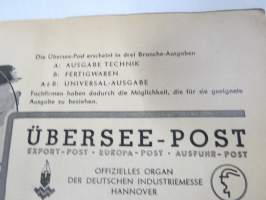 Die Übersee-Post erscheint in drei Branche-Ausgaben
A: AUSGABE TECHNIK
B: FERTIGWAREN
A+B: UNIVERSAL-AUSGABE
Fachfirmen haben dadurch die Möglichkeit, die für sie geeignete
Ausgabe zu beziehen.
ÜBERSEE-POST
EXPORT-POST · EUROPA-POST · AUSFUHR-POST
OFFIZIELLES ORGAN
DER DEUTSCHEN INDUSTRIEMESSE
HANNOVER